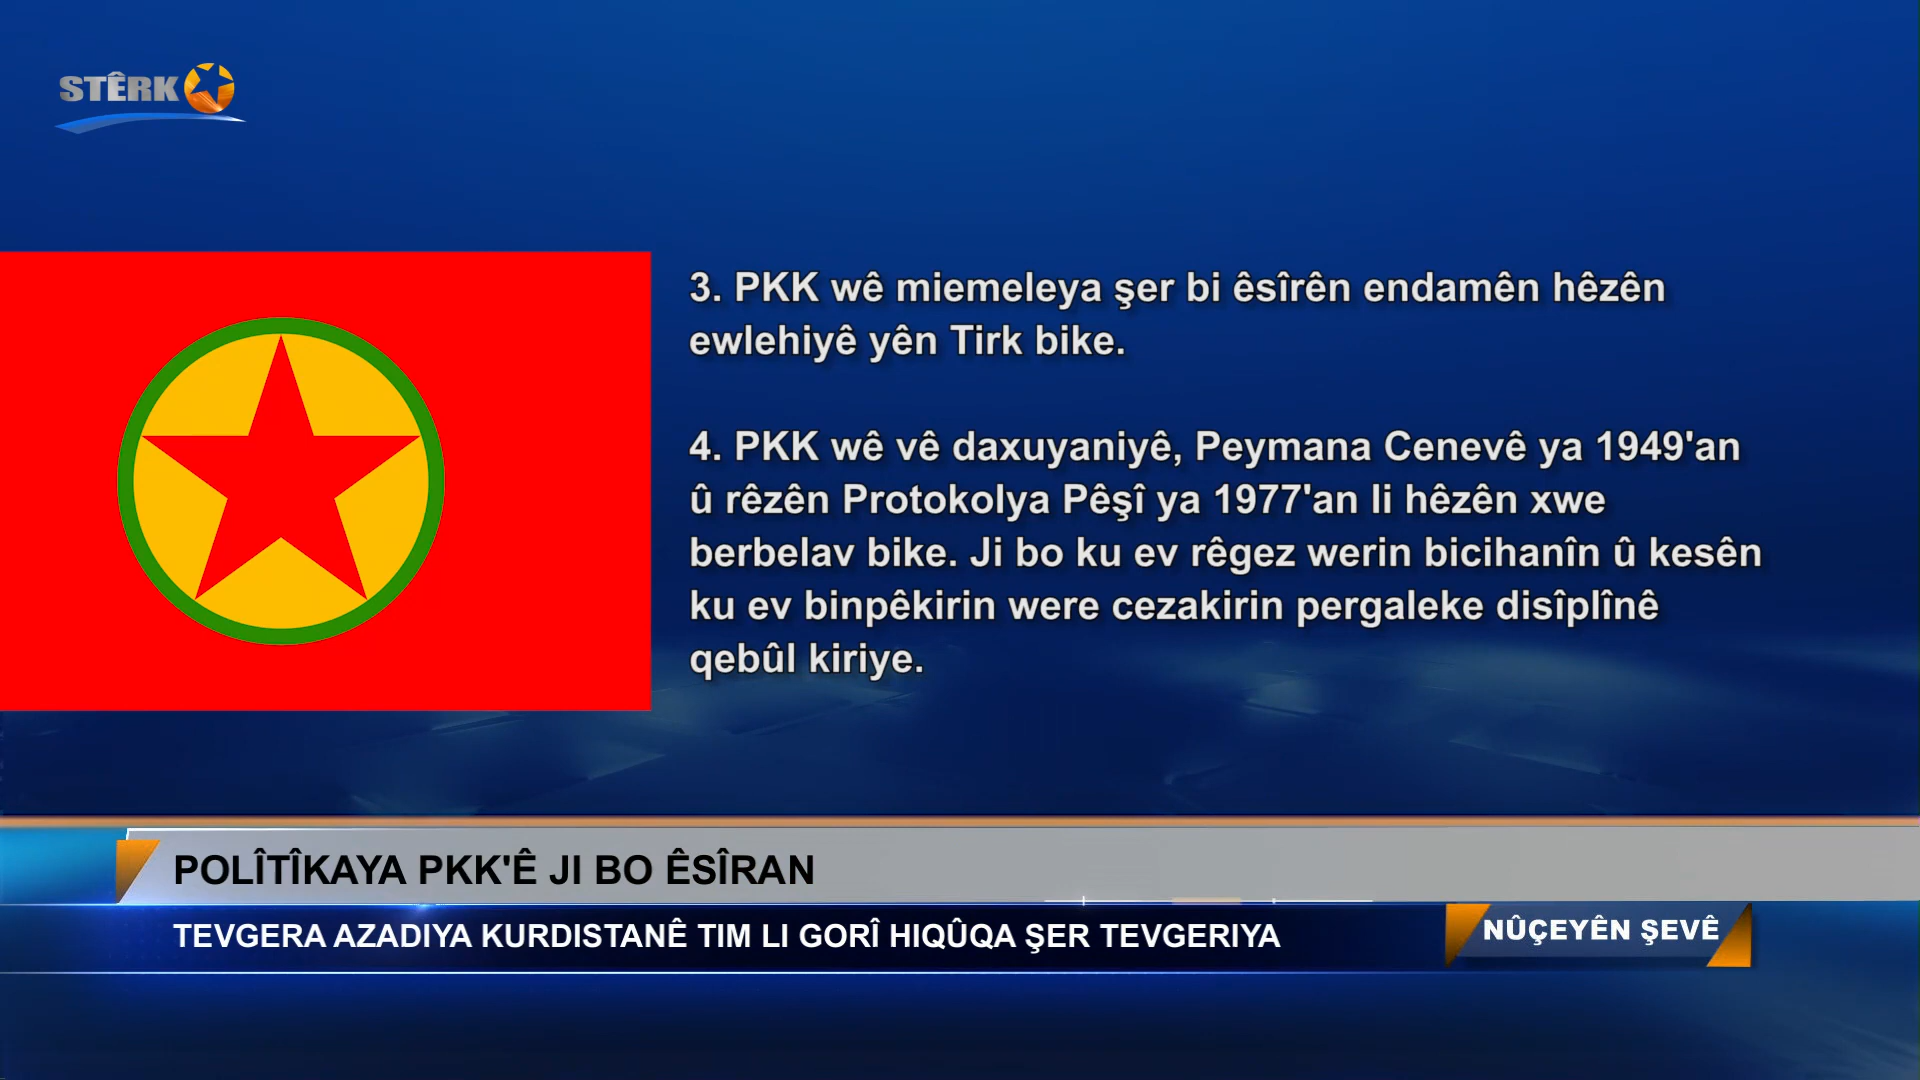 STÊRK
3. PKK wê miemeleya şer bi êsîrên endamên hêzên
ewlehiyê yên Tirk bike.
4. PKK wê vê daxuyaniyê, Peymana Cenevê ya 1949'an
û rêzên Protokolya Pêşî ya 1977'an li hêzên xwe
berbelav bike. Ji bo ku ev rêgez werin bicihanîn û kesên
ku ev binpêkirin were cezakirin pergaleke disîplînê
qebûl kiriye.
POLÎTÎKAYA PKK'Ê JI BO ÊSÎRAN
TEVGERA AZADIYA KURDISTANÊ TIM LI GORÎ HIQÛQA ŞER TEVGERIYA
NÛÇEYÊN ŞEVÊ